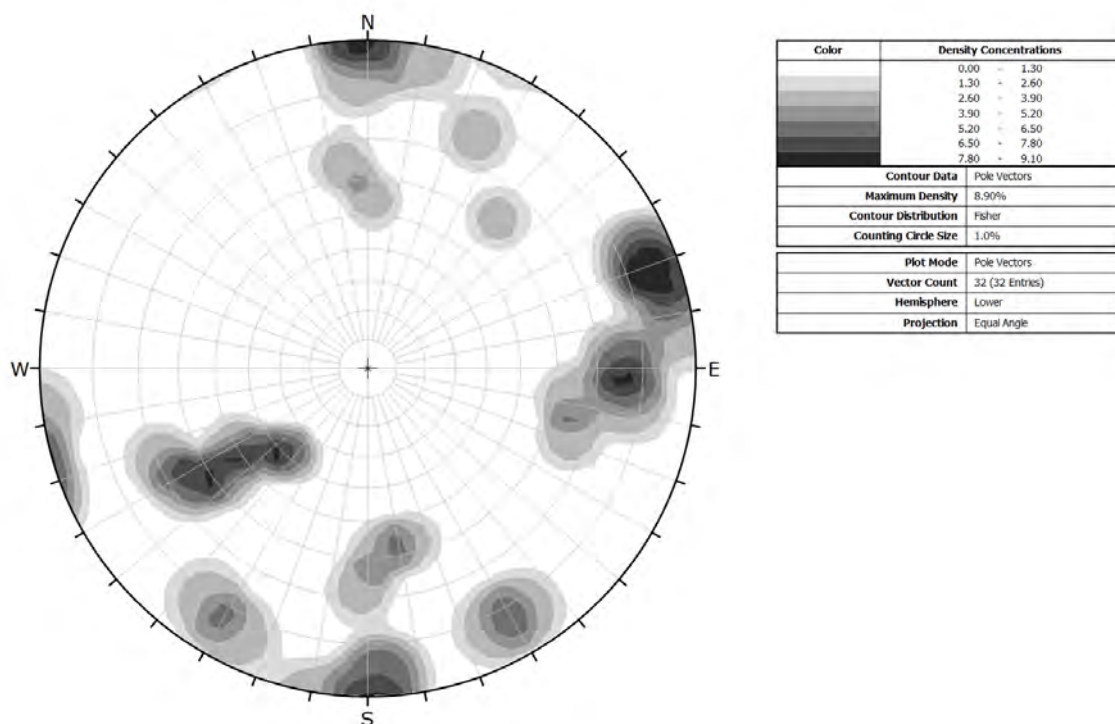 N
W
E
S
Color Density Concentrations
0.00 - 1.30
1.30 - 2.60
2.60 - 3.90
3.90 - 5.20
5.20 - 6.50
6.50 - 7.80
7.80 - 9.10
Contour Data Pole Vectors
Maximum Density 8.90%
Contour Distribution Fisher
Counting Circle Size 1.0%
Plot Mode Pole Vectors
Vector Count 32 (32 Entries)
Hemisphere Lower
Projection Equal Angle